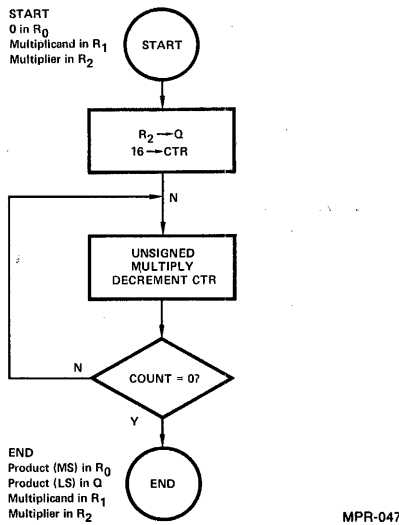 START
0 in R₀
Multiplicand in R₁
Multiplier in R₂
START
R₂ → Q
16 → CTR
N
UNSIGNED
MULTIPLY
DECREMENT CTR
N
COUNT = 0?
Y
END
Product (MS) in R₀
Product (LS) in Q
Multiplicand in R₁
Multiplier in R₂
END
MPR-047